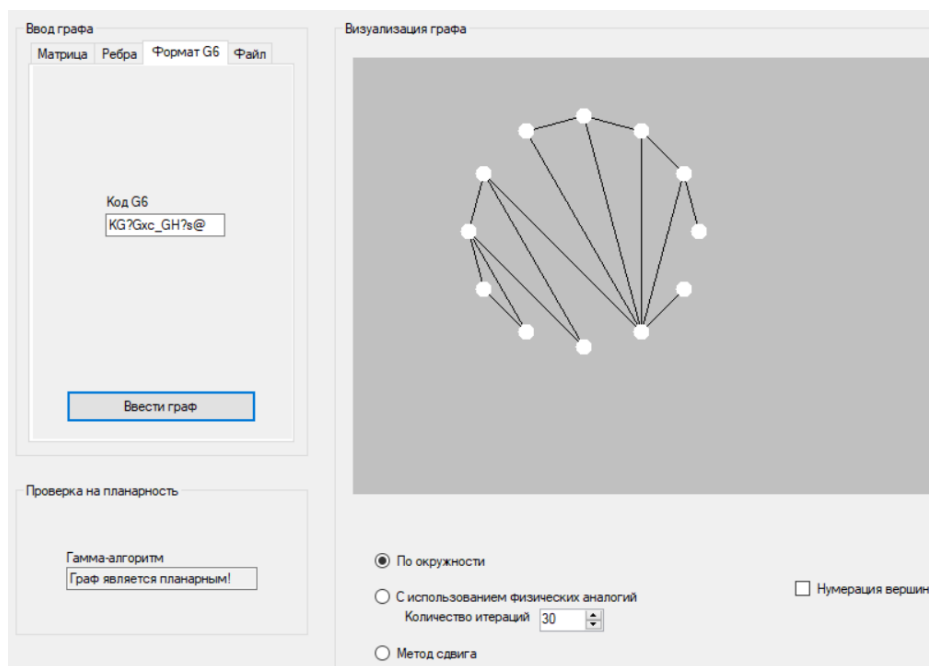 Ввод графа
Матрица Ребра Формат G6 Файл
Код G6
KG?Gxc_GH?s@
Ввести граф
Проверка на планарность
Гамма-алгоритм
Граф является планарным!
Визуализация графа
По окружности
С использованием физических аналогий
Количество итераций 30
Метод сдвига
Нумерация вершин